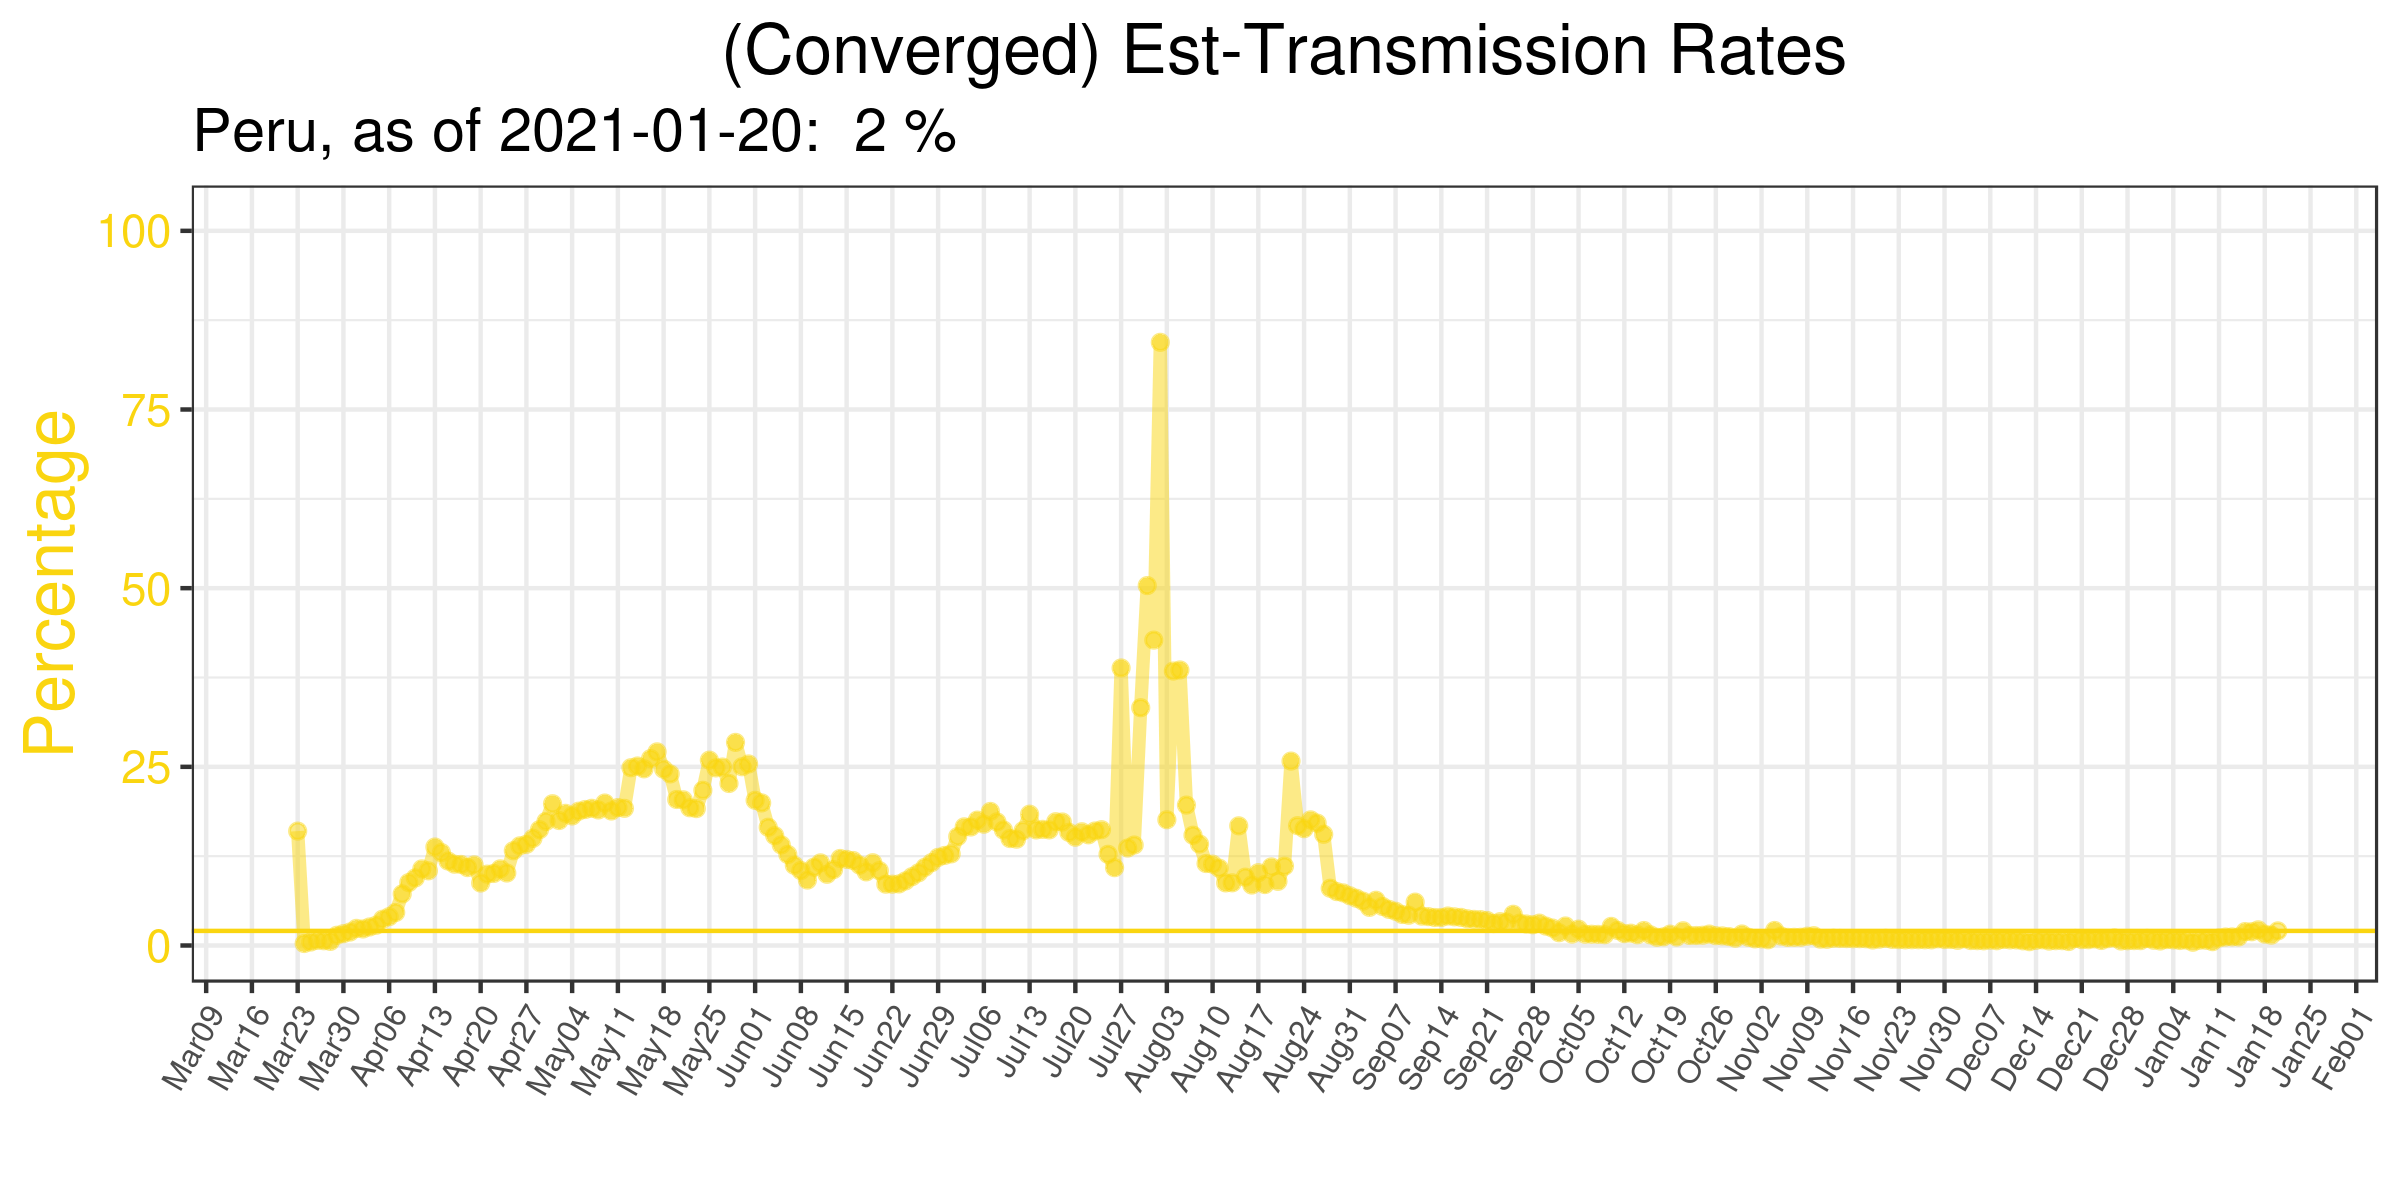 (Converged) Est-Transmission Rates
Peru, as of 2021-01-20:  2 %
Percentage
100
75
50
25
0
Mar09 Mar16 Mar23 Mar30 Apr06 Apr13 Apr20 Apr27 May04 May11 May18 May25 Jun01 Jun08 Jun15 Jun22 Jun29 Jul06 Jul13 Jul20 Jul27 Aug03 Aug10 Aug17 Aug24 Aug31 Sep07 Sep14 Sep21 Sep28 Oct05 Oct12 Oct19 Oct26 Nov02 Nov09 Nov16 Nov23 Nov30 Dec07 Dec14 Dec21 Dec28 Jan04 Jan11 Jan18 Jan25 Feb01